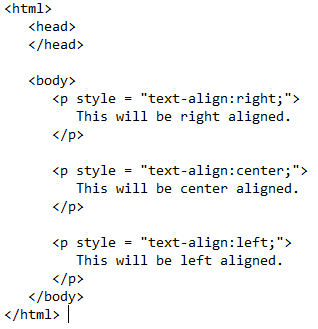 <html>
   <head>
   </head>

   <body>
      <p style = "text-align:right;">
         This will be right aligned.
      </p>

      <p style = "text-align:center;">
         This will be center aligned.
      </p>

      <p style = "text-align:left;">
         This will be left aligned.
      </p>
   </body>
</html>